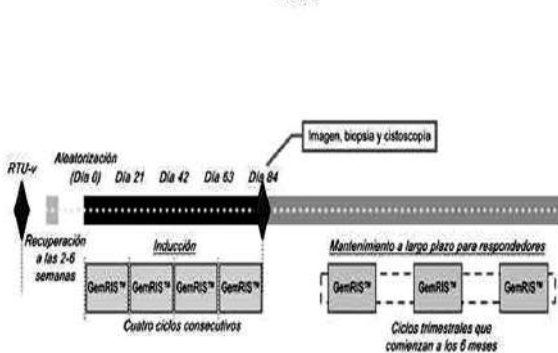 Imagen, biopsia y cistoscopia
Aleatorización
RTU-v
(Día 0) Día 21 Día 42 Día 63 Día 84
Recuperación
a las 2-6
semanas
Inducción
GemRIS™ GemRIS™ GemRIS™ GemRIS™
Cuatro ciclos consecutivos
Mantenimiento a largo plazo para respondedores
GemRIS™ GemRIS™ GemRIS™
Ciclos trimestrales que
comienzan a los 6 meses